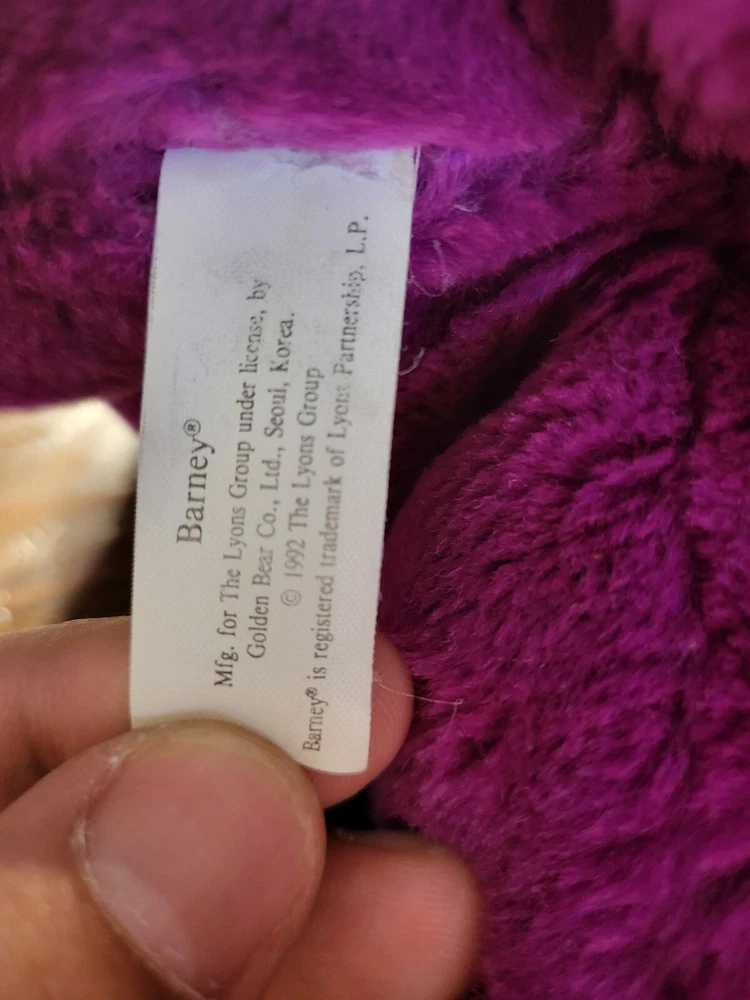 Barney®
Mfg. for The Lyons Group under license, by
Golden Bear Co., Ltd., Seoul, Korea.
© 1992 The Lyons Group
Barney® is registered trademark of Lyons Partnership, L.P.